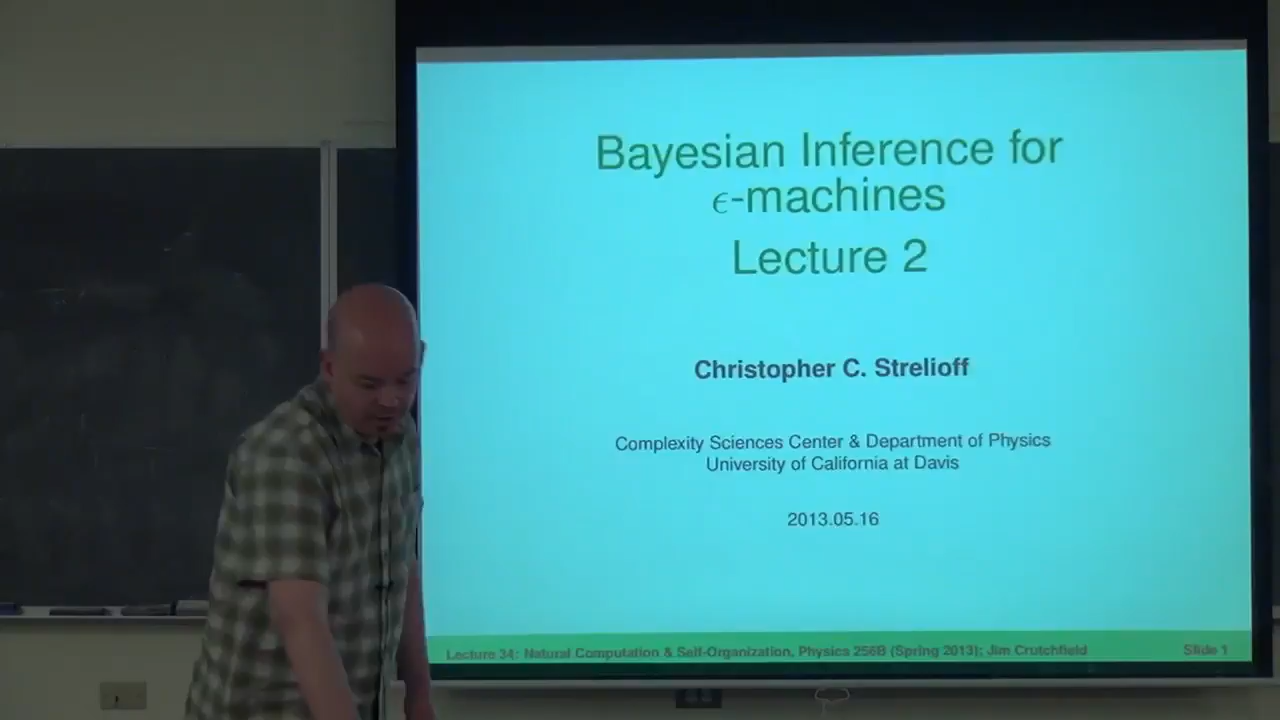 Bayesian Inference for
ϵ-machines
Lecture 2
Christopher C. Strelioff
Complexity Sciences Center & Department of Physics
University of California at Davis
2013.05.16
Lecture 34: Natural Computation & Self-Organization, Physics 256B (Spring 2013); Jim Crutchfield
Slide 1